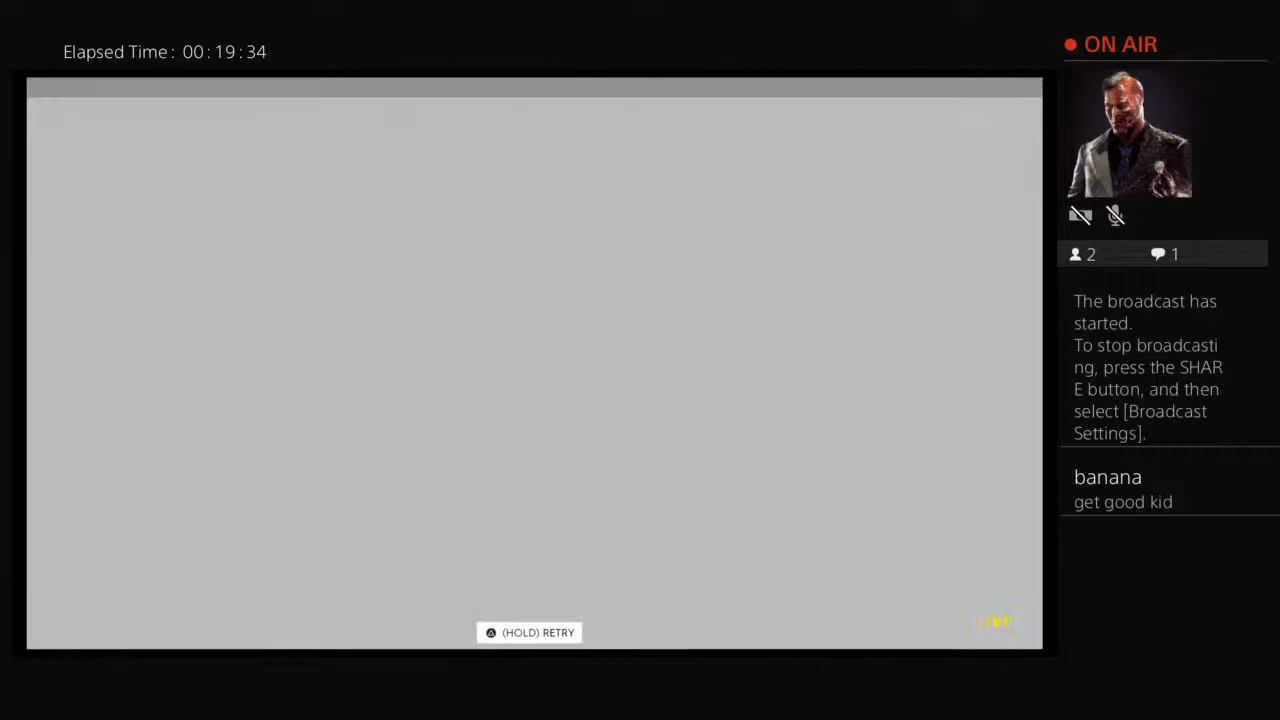 Elapsed Time: 00:19:34
ON AIR
2
1
The broadcast has
started.
To stop broadcasti
ng, press the SHAR
E button, and then
select [Broadcast
Settings].
banana
get good kid
(HOLD) RETRY